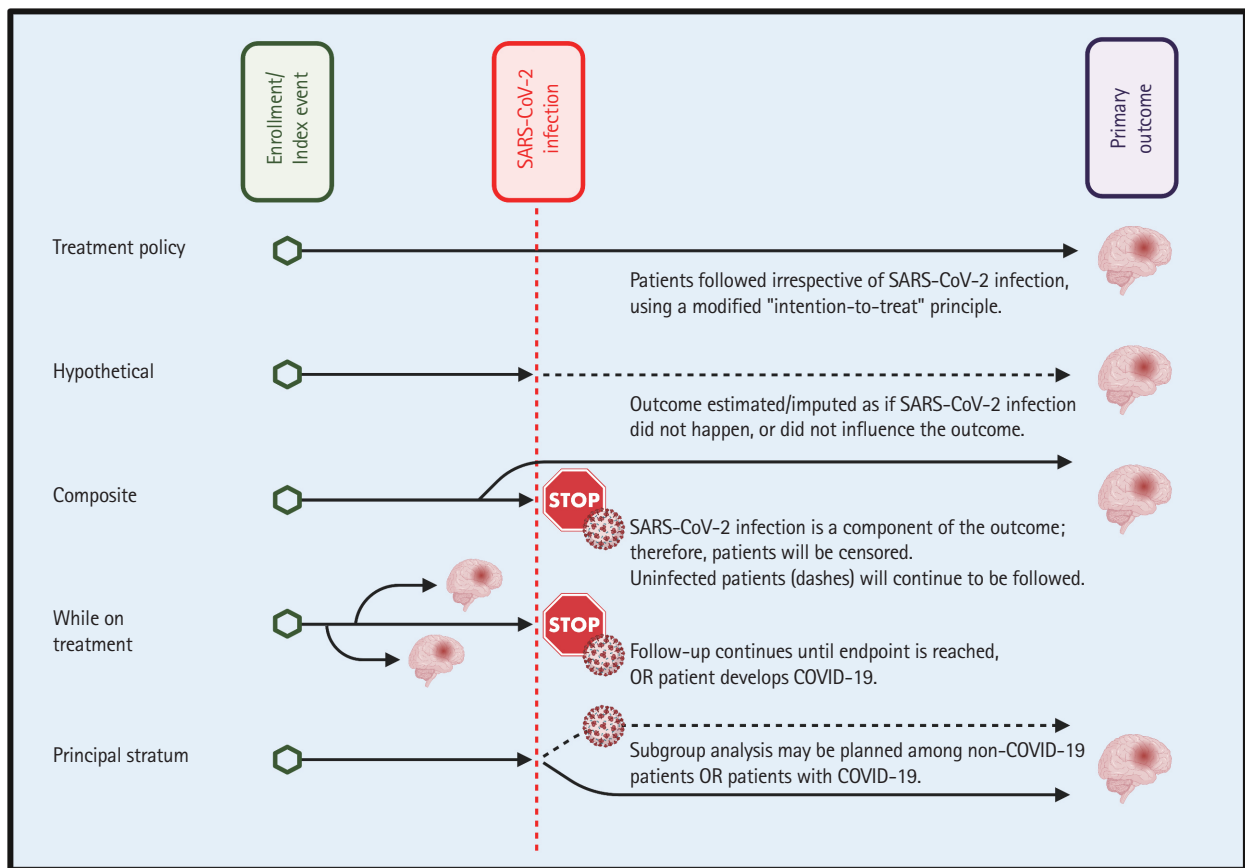 Enrollment/
Index event
SARS-CoV-2
infection
Primary
outcome
Treatment policy
Patients followed irrespective of SARS-CoV-2 infection,
using a modified "intention-to-treat" principle.
Hypothetical
Outcome estimated/imputed as if SARS-CoV-2 infection
did not happen, or did not influence the outcome.
Composite
STOP
SARS-CoV-2 infection is a component of the outcome;
therefore, patients will be censored.
Uninfected patients (dashes) will continue to be followed.
While on
treatment
STOP
Follow-up continues until endpoint is reached,
OR patient develops COVID-19.
Principal stratum
Subgroup analysis may be planned among non-COVID-19
patients OR patients with COVID-19.